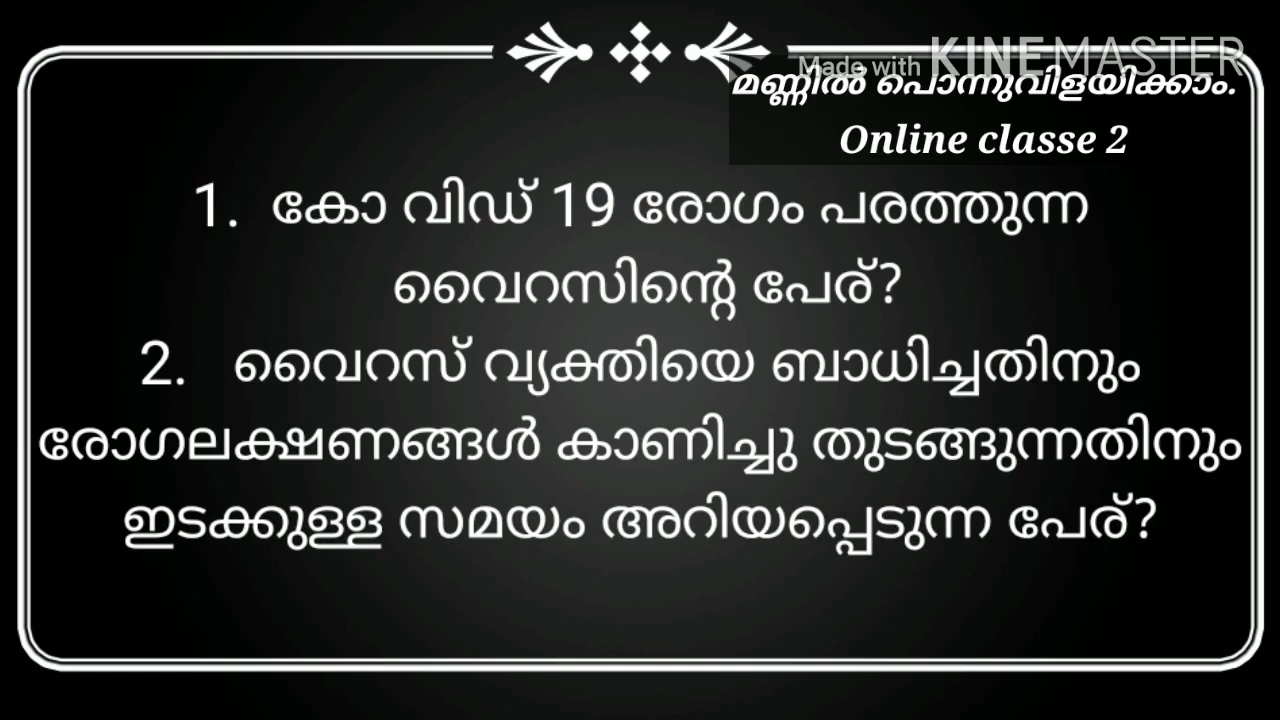 Made with KINEMASTER
മണ്ണിൽ പൊന്നുവിളയിക്കാം.
Online classe 2
1. കോ വിഡ് 19 രോഗം പരത്തുന്ന
വൈറസിന്റെ പേര്?
2. വൈറസ് വ്യക്തിയെ ബാധിച്ചതിനും
രോഗലക്ഷണങ്ങൾ കാണിച്ചു തുടങ്ങുന്നതിനും
ഇടക്കുള്ള സമയം അറിയപ്പെടുന്ന പേര്?